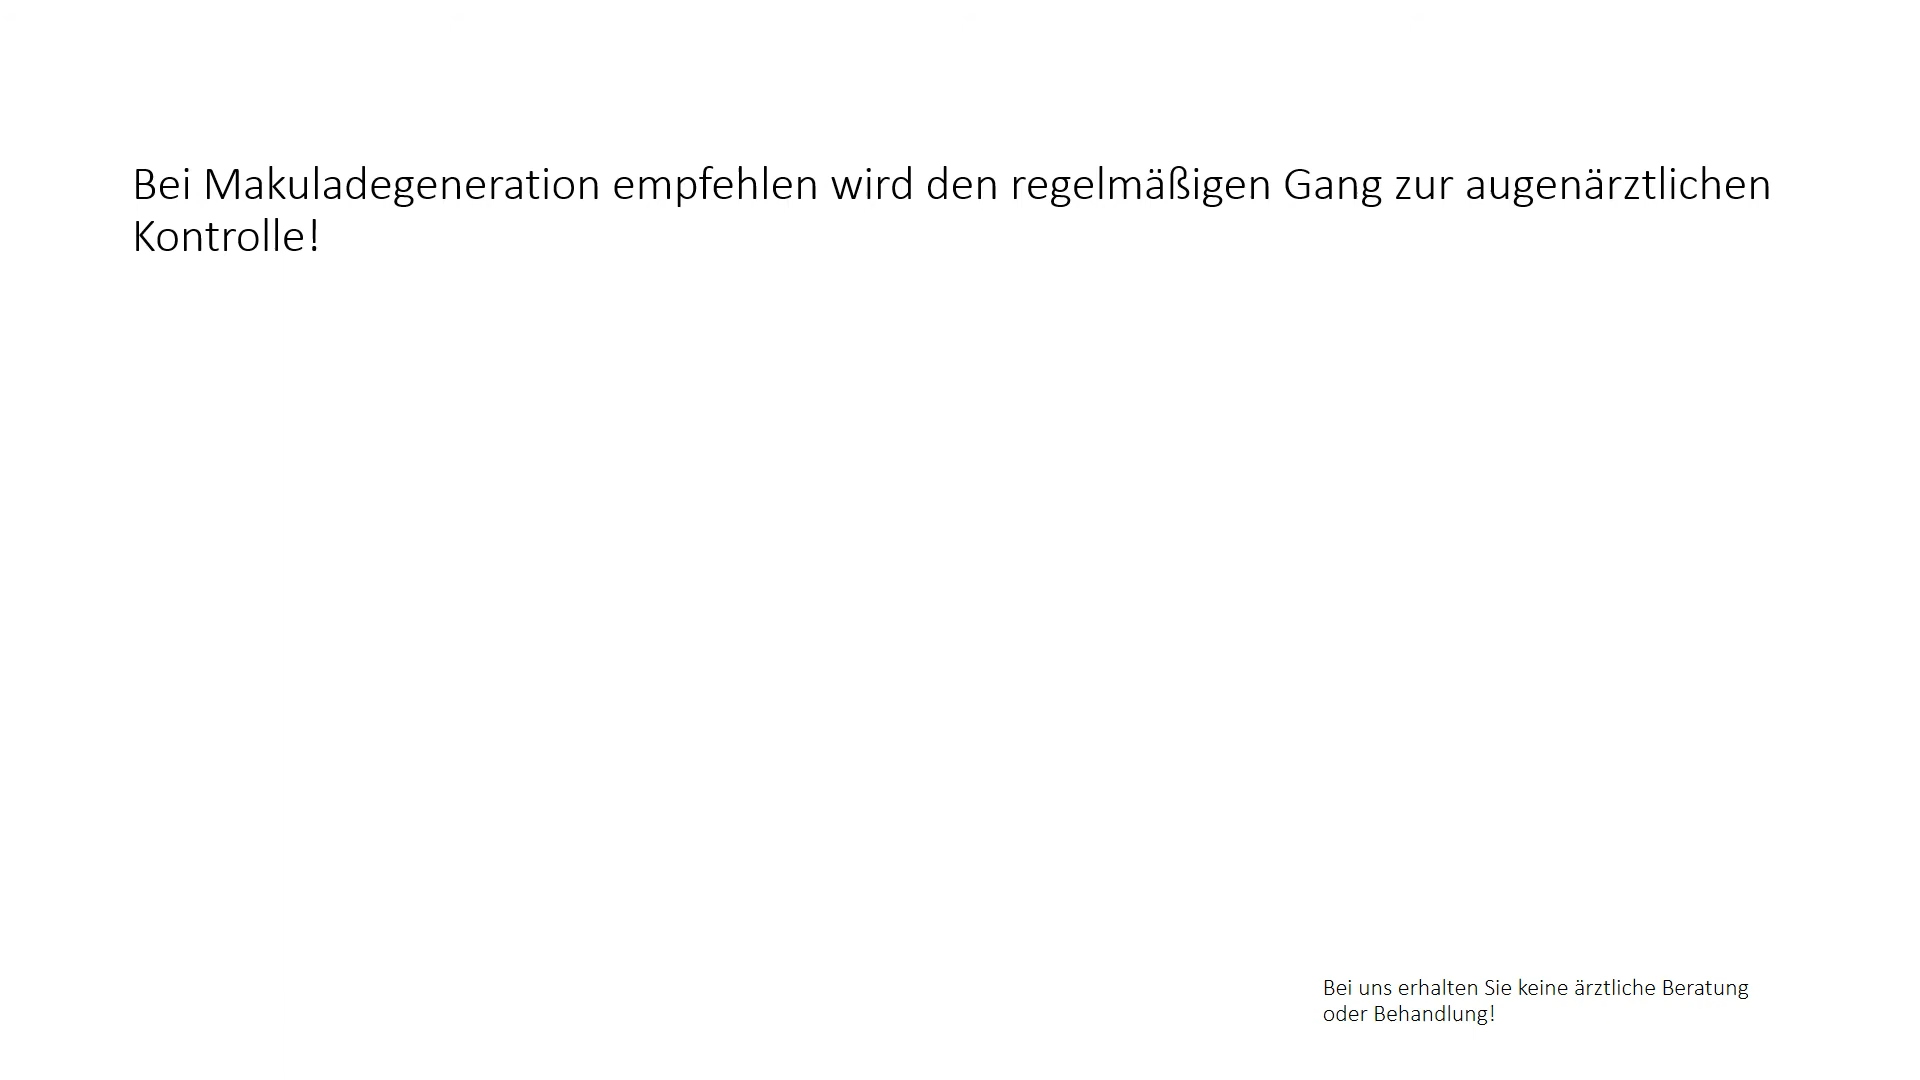 Bei Makuladegeneration empfehlen wird den regelmäßigen Gang zur augenärztlichen
Kontrolle!
Bei uns erhalten Sie keine ärztliche Beratung
oder Behandlung!